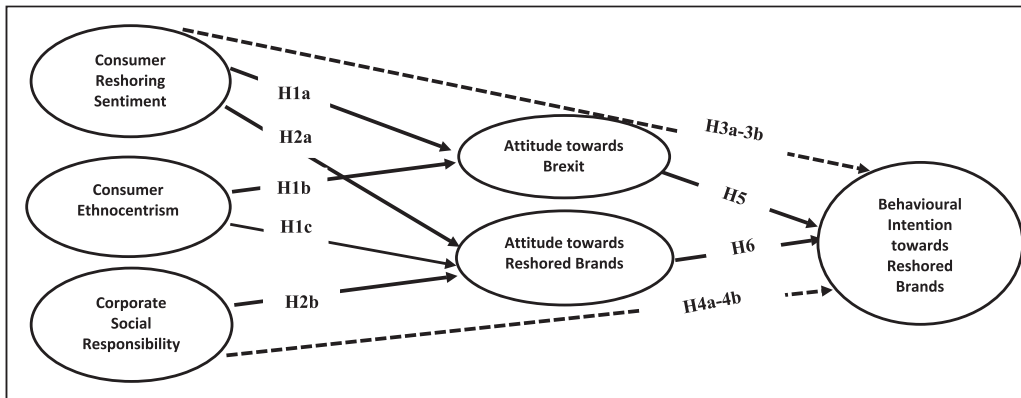 Consumer
Reshoring
Sentiment
H1a
H2a
H3a-3b
Attitude towards
Brexit
Consumer
Ethnocentrism
H1b
H1c
H5
Behavioural
Intention
towards
Reshored
Brands
Attitude towards
Reshored Brands
H6
Corporate
Social
Responsibility
H2b
H4a-4b